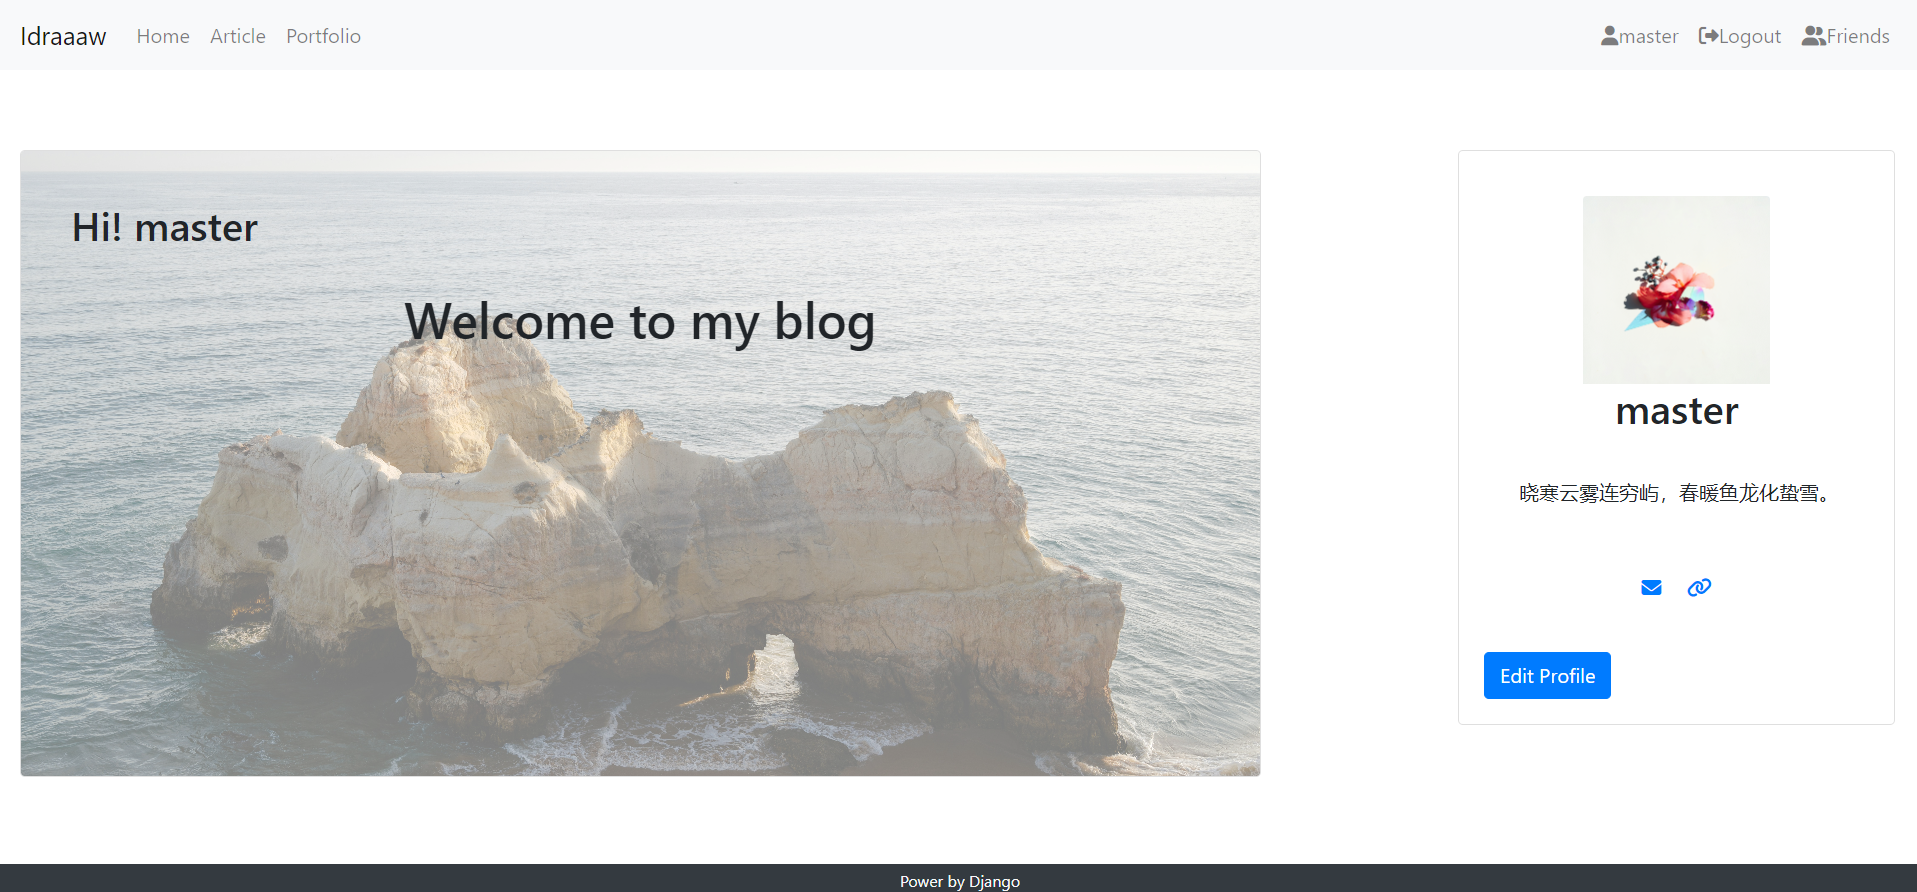 Idraaaw Home Article Portfolio master Logout Friends
Hi! master
Welcome to my blog
master
晓寒云雾连穷屿，春暖鱼龙化蛰雪。
Edit Profile
Power by Django